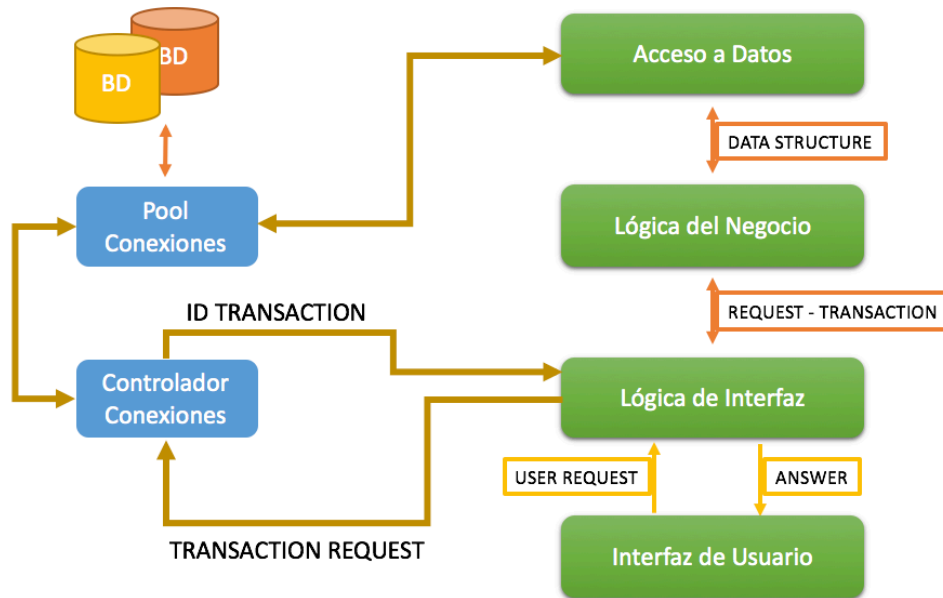 BD
BD
Acceso a Datos
DATA STRUCTURE
Pool
Conexiones
Lógica del Negocio
ID TRANSACTION
REQUEST - TRANSACTION
Controlador
Conexiones
Lógica de Interfaz
USER REQUEST
ANSWER
TRANSACTION REQUEST
Interfaz de Usuario